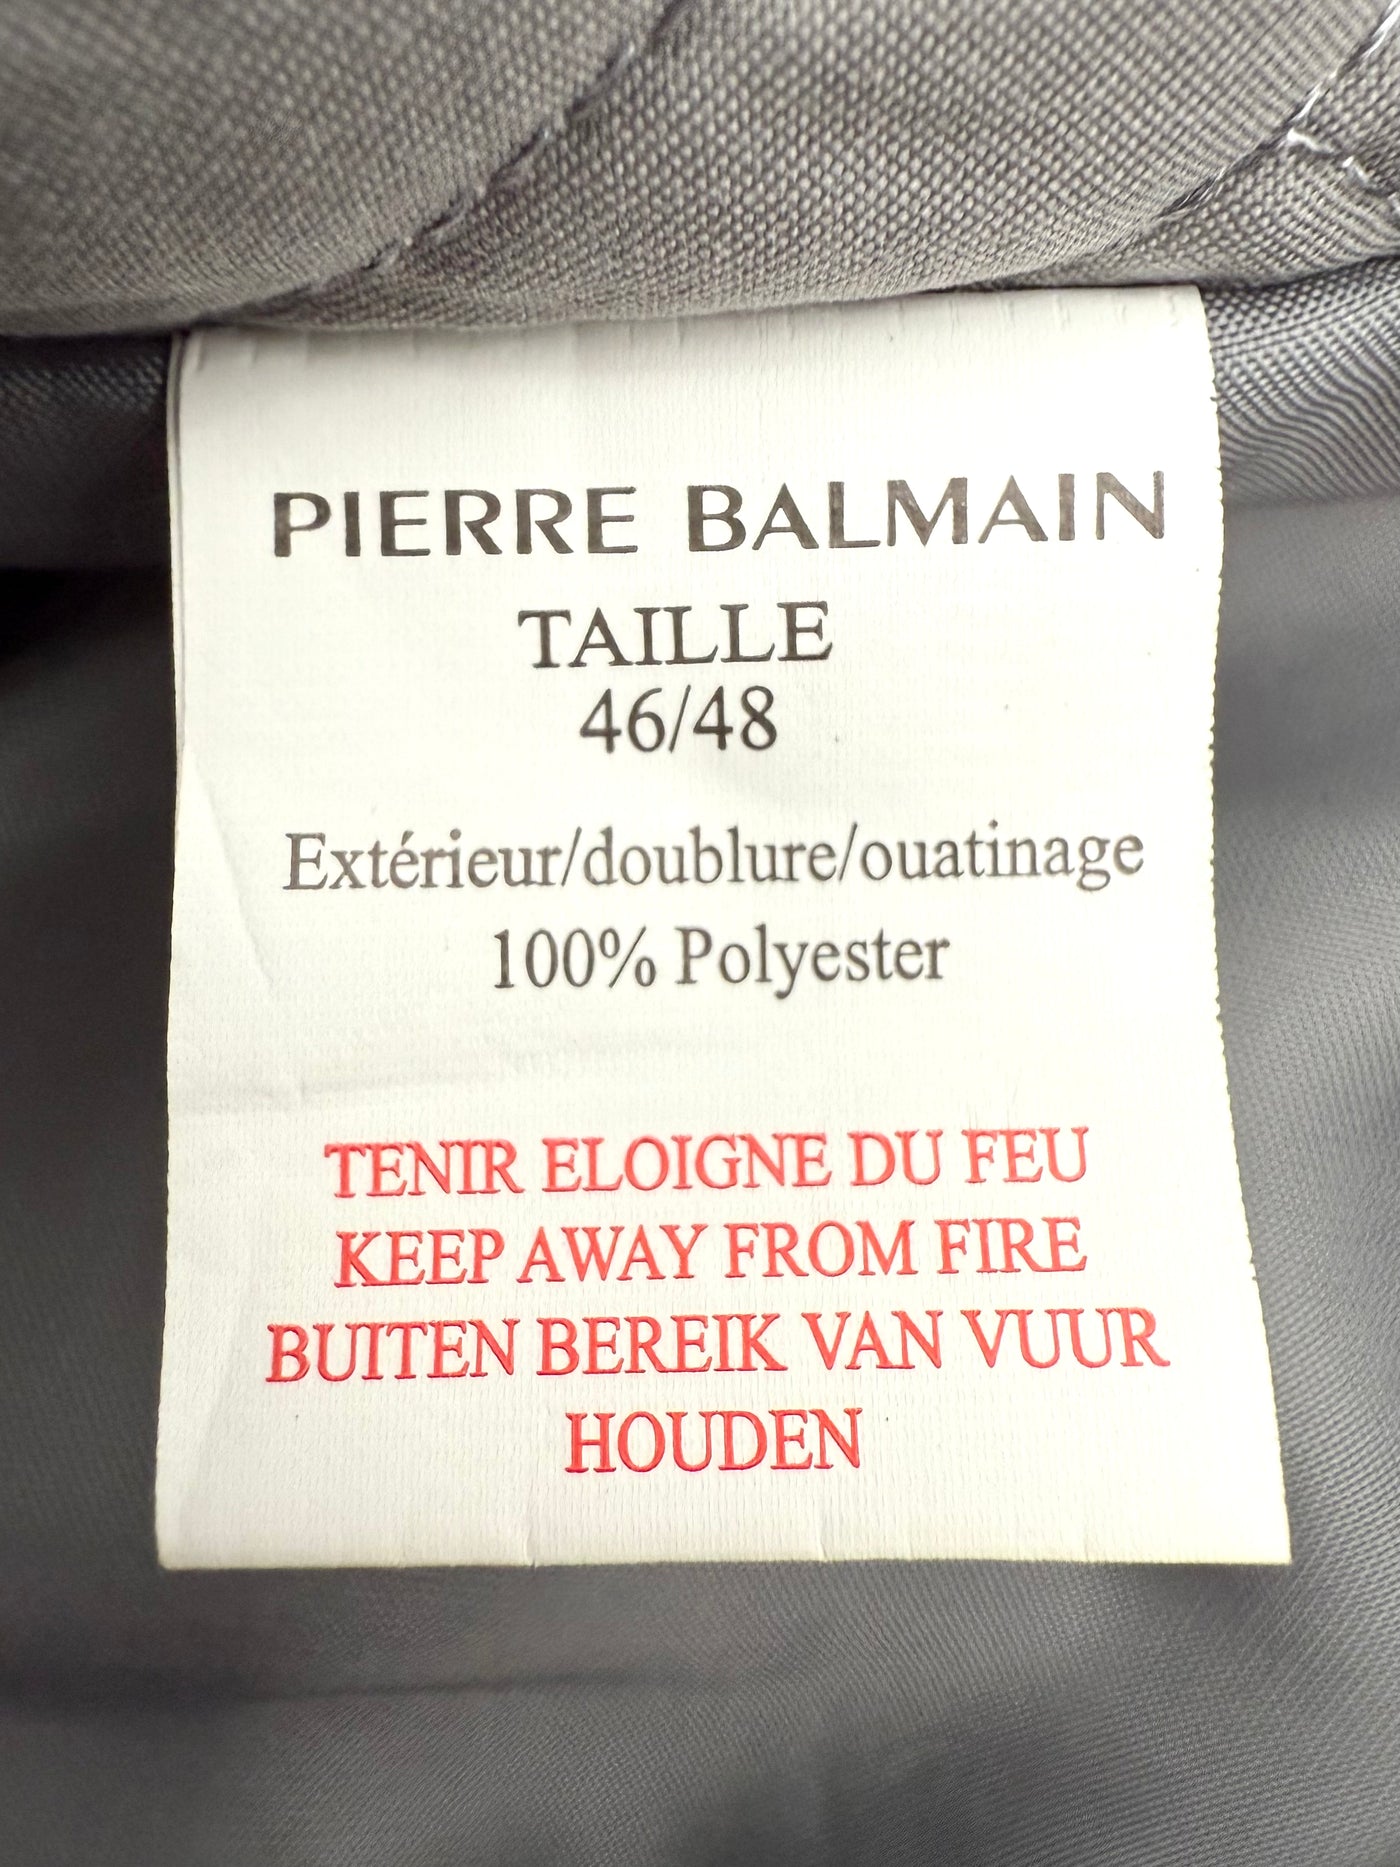 PIERRE BALMAIN
TAILLE
46/48
Extérieur/doublure/ouatinage
100% Polyester
TENIR ELOIGNE DU FEU
KEEP AWAY FROM FIRE
BUITEN BEREIK VAN VUUR
HOUDEN